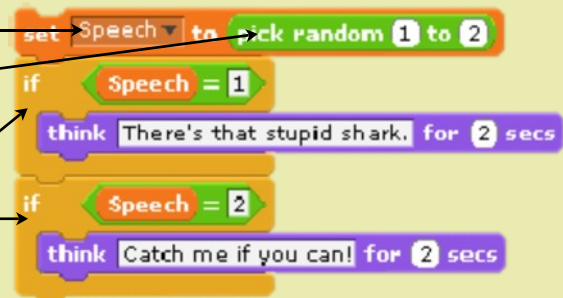 set Speech to pick random 1 to 2
if Speech = 1
think There's that stupid shark. for 2 secs
if Speech = 2
think Catch me if you can! for 2 secs